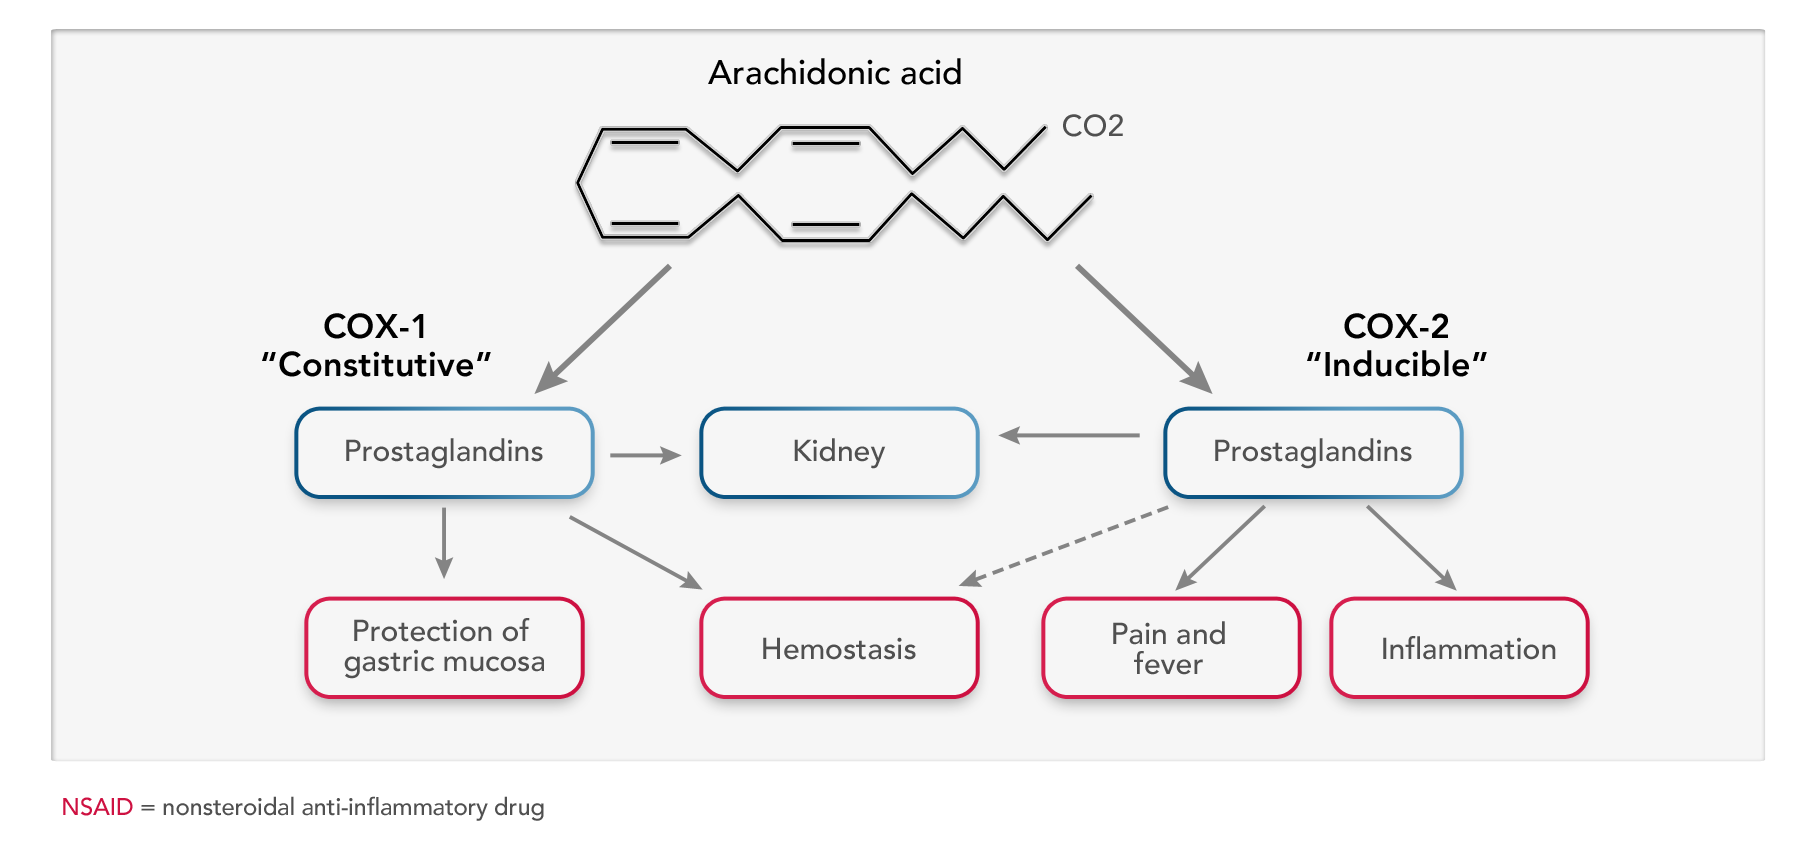 Arachidonic acid
CO2
COX-1
“Constitutive”
COX-2
“Inducible”
Prostaglandins
Kidney
Prostaglandins
Protection of
gastric mucosa
Hemostasis
Pain and
fever
Inflammation
NSAID = nonsteroidal anti-inflammatory drug